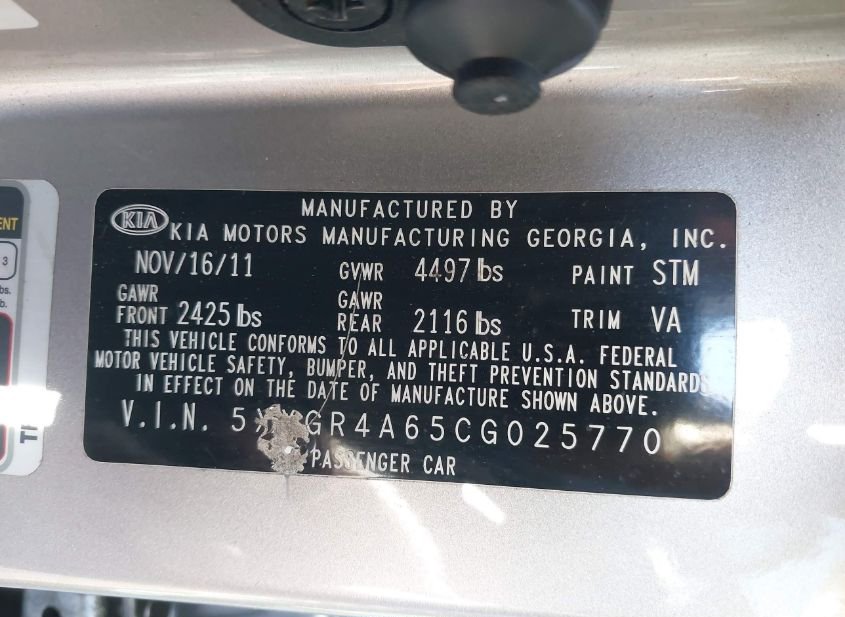 MANUFACTURED BY
KIA KIA MOTORS MANUFACTURING GEORGIA, INC.
NOV/16/11 GVWR 4497 lbs PAINT STM
GAWR FRONT 2425 lbs GAWR REAR 2116 lbs TRIM VA
THIS VEHICLE CONFORMS TO ALL APPLICABLE U.S.A. FEDERAL
MOTOR VEHICLE SAFETY, BUMPER, AND THEFT PREVENTION STANDARDS
IN EFFECT ON THE DATE OF MANUFACTURE SHOWN ABOVE.
V.I.N.
PASSENGER CAR
3